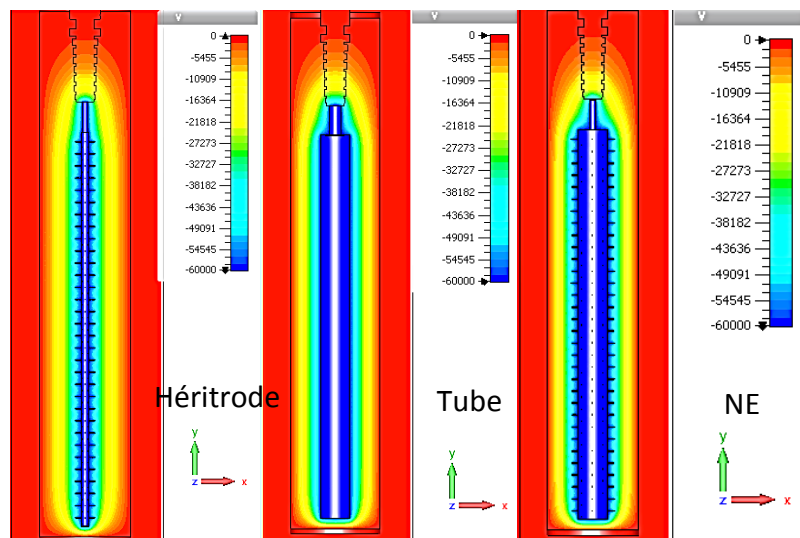 V
0
-5455
-10909
-16364
-21818
-27273
-32727
-38182
-43636
-49091
-54545
-60000
Héritrode
y
z
x
V
0
-5455
-10909
-16364
-21818
-27273
-32727
-38182
-43636
-49091
-54545
-60000
Tube
y
z
x
V
0
-5455
-10909
-16364
-21818
-27273
-32727
-38182
-43636
-49091
-54545
-60000
NE
y
z
x